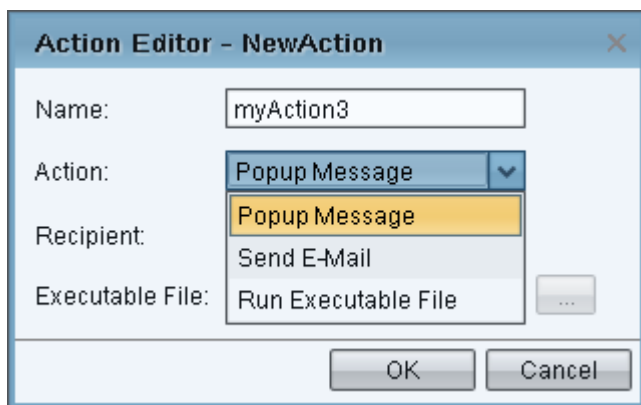 Action Editor - NewAction
Name: myAction3
Action: Popup Message
Popup Message
Recipient:
Send E-Mail
Executable File: Run Executable File ...
OK Cancel